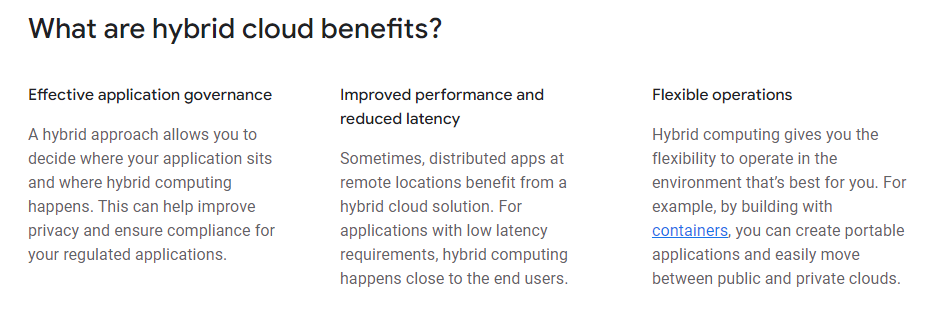 What are hybrid cloud benefits?
Effective application governance
A hybrid approach allows you to
decide where your application sits
and where hybrid computing
happens. This can help improve
privacy and ensure compliance for
your regulated applications.
Improved performance and
reduced latency
Sometimes, distributed apps at
remote locations benefit from a
hybrid cloud solution. For
applications with low latency
requirements, hybrid computing
happens close to the end users.
Flexible operations
Hybrid computing gives you the
flexibility to operate in the
environment that’s best for you. For
example, by building with
containers, you can create portable
applications and easily move
between public and private clouds.